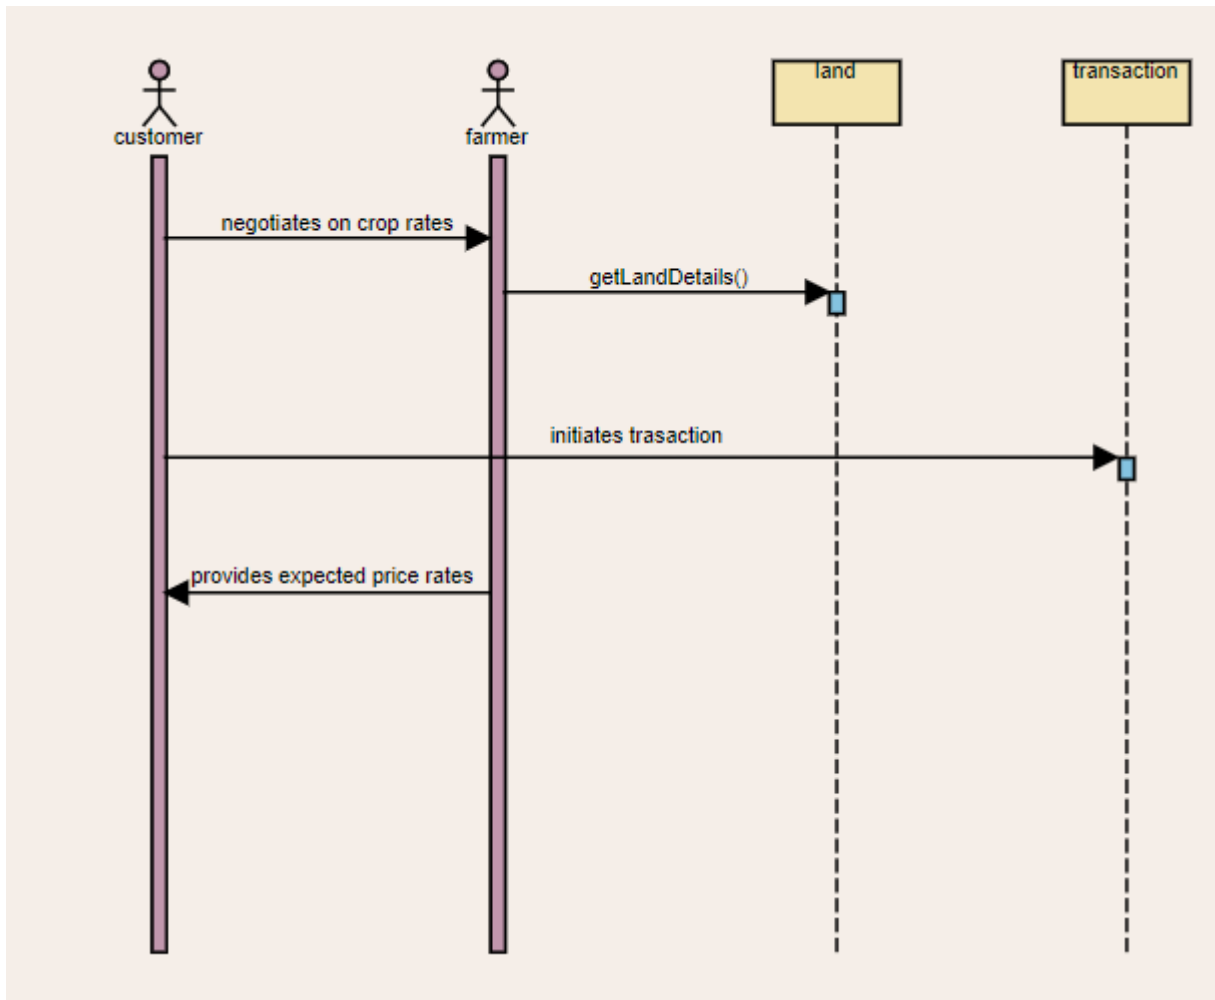 land
transaction
customer
farmer
negotiates on crop rates
getLandDetails()
initiates trasaction
provides expected price rates